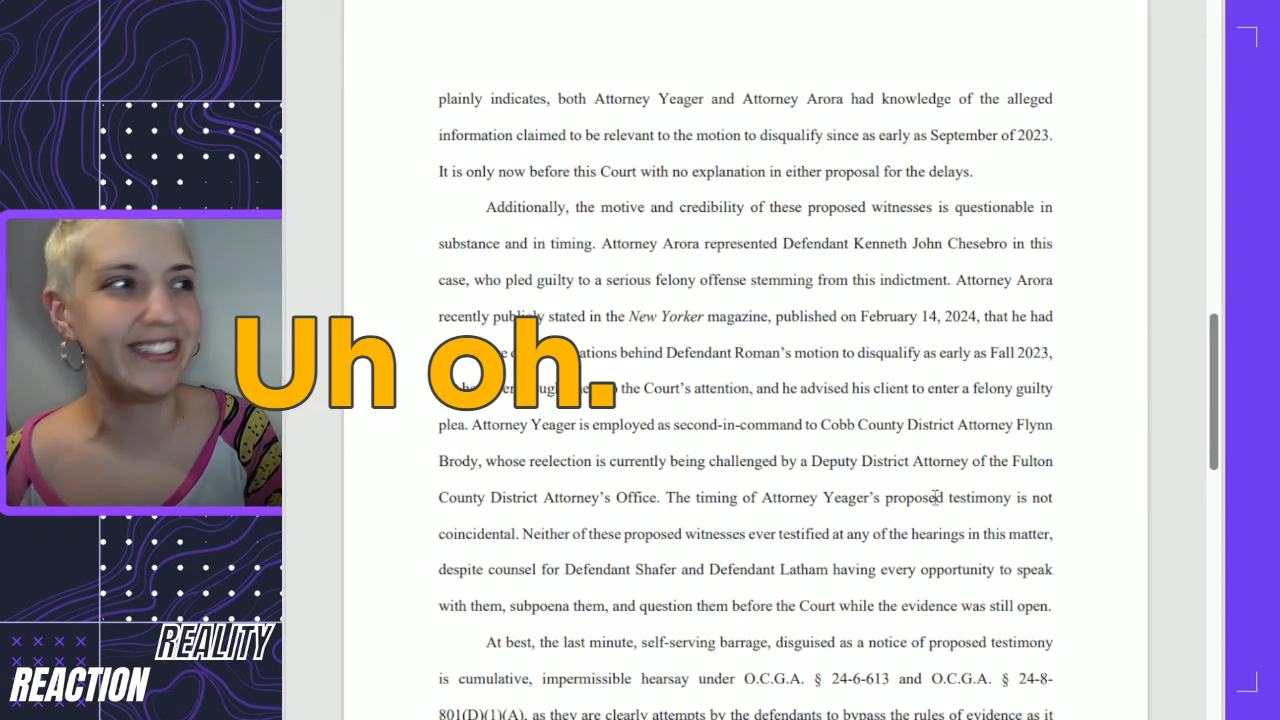 plainly indicates, both Attorney Yeager and Attorney Arora had knowledge of the alleged
information claimed to be relevant to the motion to disqualify since as early as September of 2023.
It is only now before this Court with no explanation in either proposal for the delays.
Additionally, the motive and credibility of these proposed witnesses is questionable in
substance and in timing. Attorney Arora represented Defendant Kenneth John Chesebro in this
case, who pled guilty to a serious felony offense stemming from this indictment. Attorney Arora
recently publicly stated in the New Yorker magazine, published on February 14, 2024, that he had
behind Defendant Roman's motion to disqualify as early as Fall 2023,
the Court's attention, and he advised his client to enter a felony guilty
plea. Attorney Yeager is employed as second-in-command to Cobb County District Attorney Flynn
Brody, whose reelection is currently being challenged by a Deputy District Attorney of the Fulton
County District Attorney's Office. The timing of Attorney Yeager's proposed testimony is not
coincidental. Neither of these proposed witnesses ever testified at any of the hearings in this matter,
despite counsel for Defendant Shafer and Defendant Latham having every opportunity to speak
with them, subpoena them, and question them before the Court while the evidence was still open.
At best, the last minute, self-serving barrage, disguised as a notice of proposed testimony
is cumulative, impermissible hearsay under O.C.G.A. § 24-6-613 and O.C.G.A. § 24-8-
801(D)(1)(A), as they are clearly attempts by the defendants to bypass the rules of evidence as it
Uh oh.
REALITY
REACTION